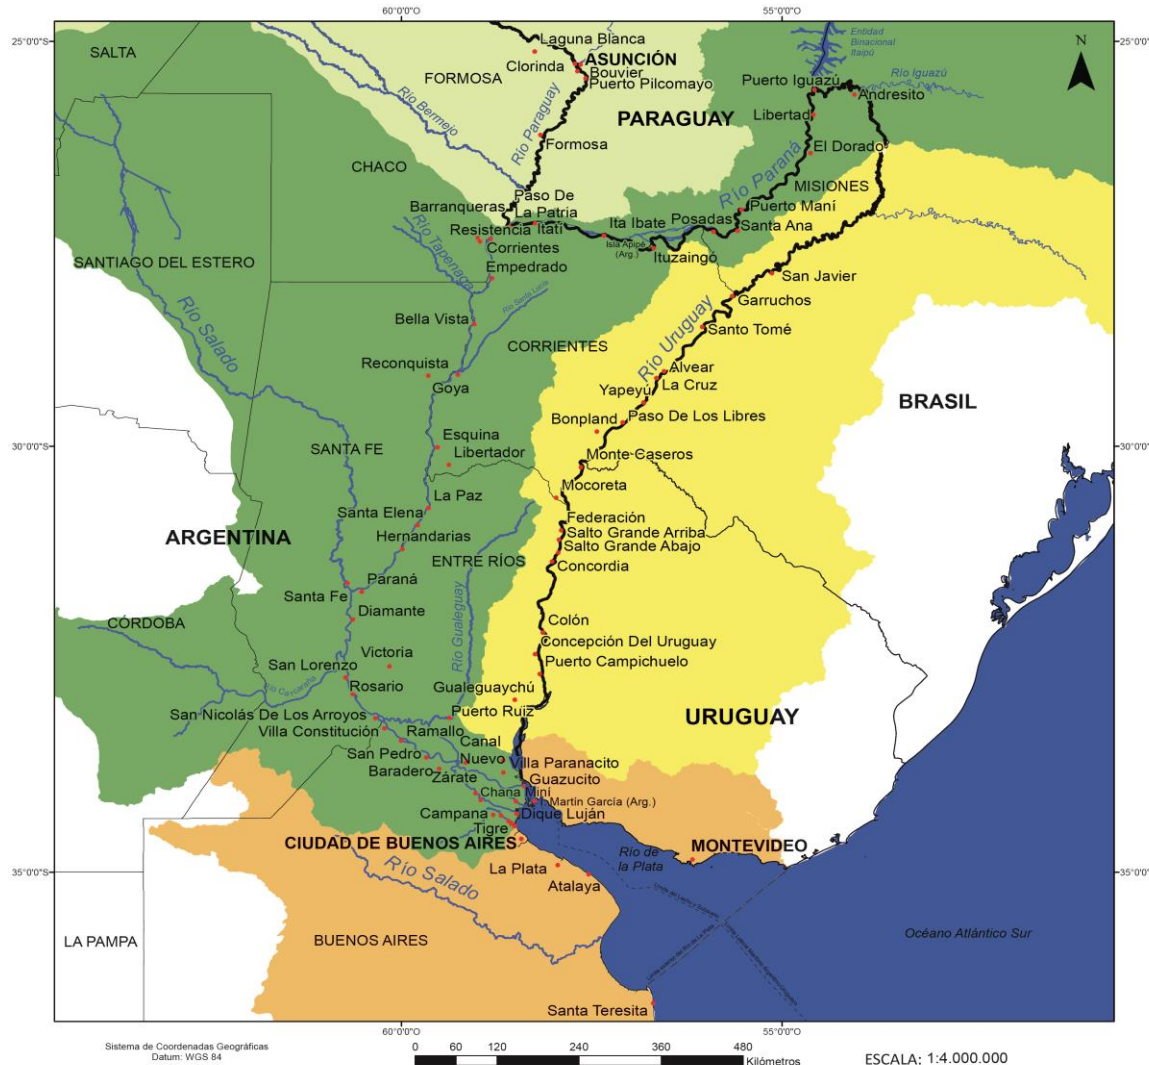 60°0'0"O
55°0'0"O
25°0'0"S
25°0'0"S
SALTA
Laguna Blanca
ASUNCIÓN
Clorinda
Bouvier
FORMOSA
Puerto Pilcomayo
Entidad
Binacional
Itaipú
N
Puerto Iguazú
Río Iguazú
Andresito
Río Bermejo
Río Paraguay
PARAGUAY
Libertad
Formosa
El Dorado
CHACO
Río Paraná
MISIONES
Paso De
La Patria
Barranqueras
Puerto Maní
Ita Ibate
Posadas
Santa Ana
Resistencia
Itatí
Isla Apipé
(Arg.)
Corrientes
Ituzaingó
Río Tapenaga
SANTIAGO DEL ESTERO
Empedrado
San Javier
Río Santa Lucía
Garruchos
Río Salado
Bella Vista
Santo Tomé
Río Uruguay
CORRIENTES
Reconquista
Alvear
Goya
La Cruz
Yapeyú
BRASIL
Bonpland
Paso De Los Libres
30°0'0"S
30°0'0"S
SANTA FE
Esquina
Libertador
Monte Caseros
Mocoreta
La Paz
Santa Elena
Federación
Salto Grande Arriba
ARGENTINA
Hernandarias
Salto Grande Abajo
ENTRE RÍOS
Concordia
Paraná
Santa Fe
Diamante
CÓRDOBA
Río Gualeguay
Colón
Concepción Del Uruguay
Victoria
San Lorenzo
Puerto Campichuelo
Río Carcarañá
Rosario
Gualeguaychú
San Nicolás De Los Arroyos
Puerto Ruiz
URUGUAY
Villa Constitución
Ramallo
Canal
Nuevo
San Pedro
Villa Paranacito
Baradero
Zárate
Guazucito
Chana Miní
Martín García (Arg.)
Campana
Dique Luján
Tigre
CIUDAD DE BUENOS AIRES
MONTEVIDEO
Río de
la Plata
La Plata
35°0'0"S
35°0'0"S
Río Salado
Atalaya
LA PAMPA
BUENOS AIRES
Océano Atlántico Sur
Santa Teresita
60°0'0"O
55°0'0"O
Sistema de Coordenadas Geográficas
Datum: WGS 84
0 60 120 240 360 480
Kilómetros
ESCALA: 1:4.000.000